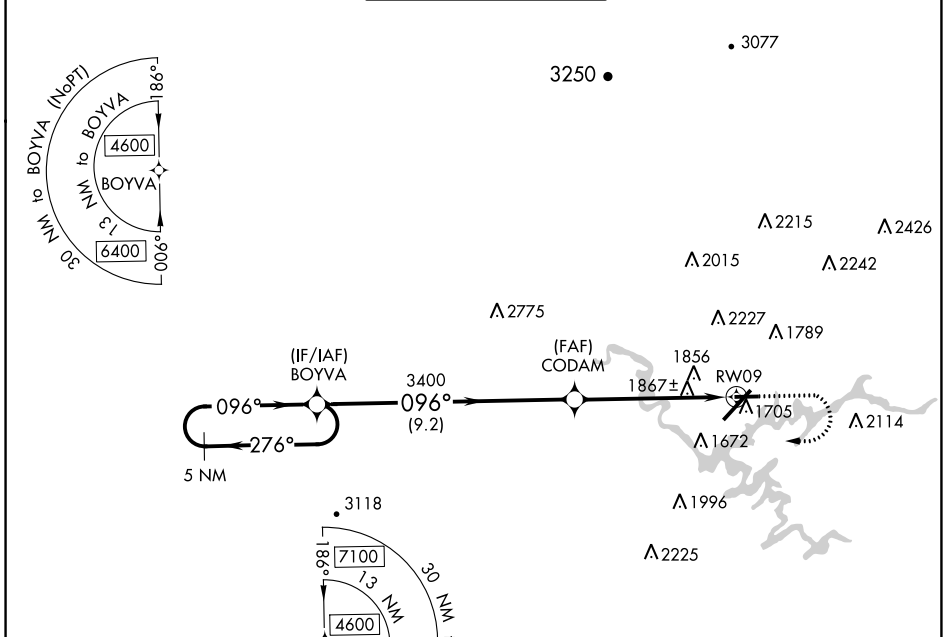 3077
3250
30 NM to BOYVA (NoPT)
13 NM to BOYVA
186°
4600
BOYVA
6400
006°
2215
2426
2015
2242
2775
2227
1789
(IF/IAF)
BOYVA
(FAF)
CODAM
1856
1867±
RW09
3400
096°
096°
(9.2)
1705
2114
276°
1672
5 NM
3118
1996
186°
7100
2225
13 NM
30 NM
4600